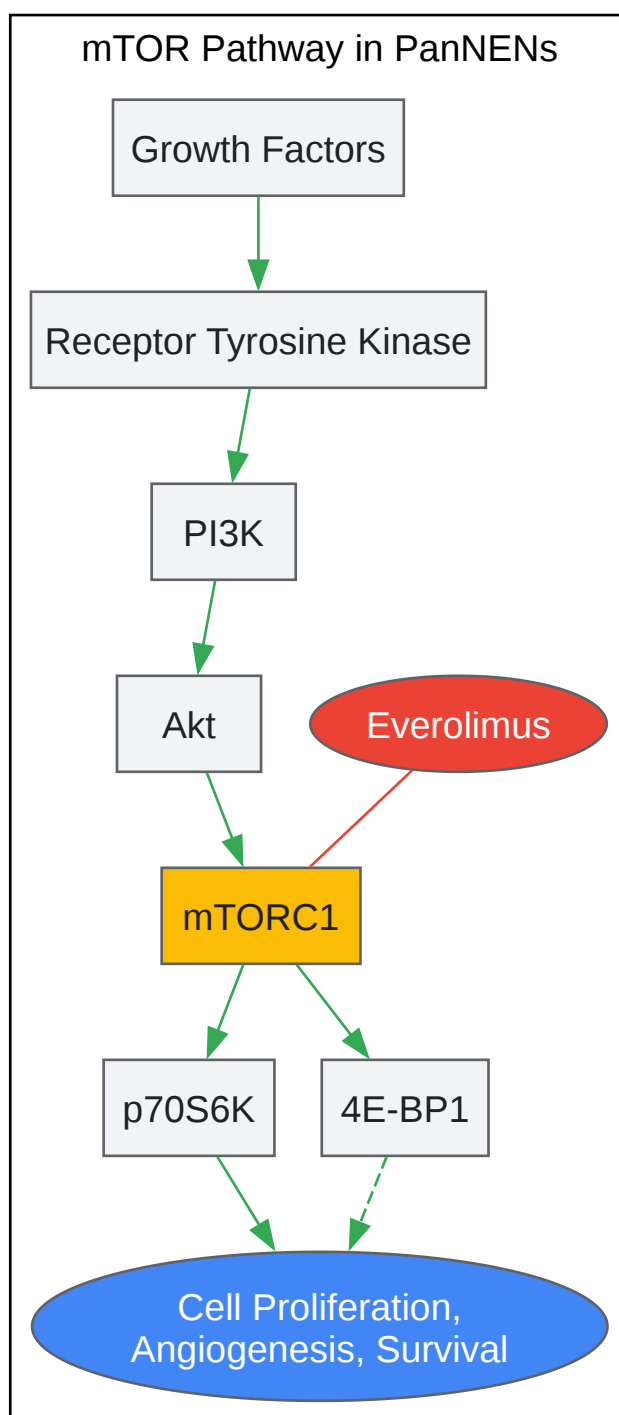 mTOR Pathway in PanNENs
Growth Factors
Receptor Tyrosine Kinase
PI3K
Akt
Everolimus
mTORC1
p70S6K
4E-BP1
Cell Proliferation,
Angiogenesis, Survival